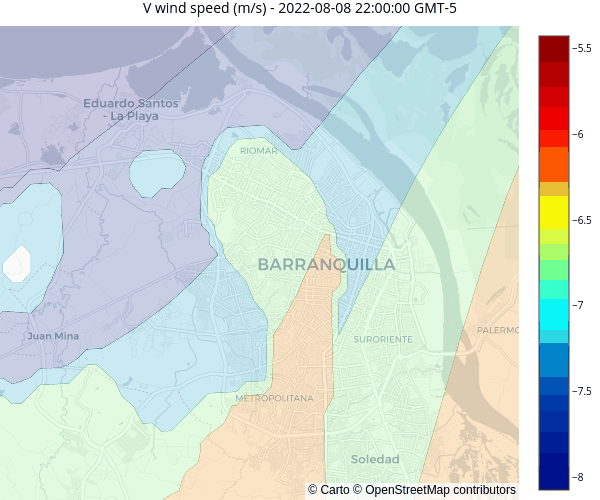 V wind speed (m/s) - 2022-08-08 22:00:00 GMT-5
−5.5
Eduardo Santos
- La Playa
−6
RIOMAR
−6.5
BARRANQUILLA
−7
Juan Mina
SURORIENTE
PALERMO
−7.5
METROPOLITANA
Soledad
−8
© Carto © OpenStreetMap contributors